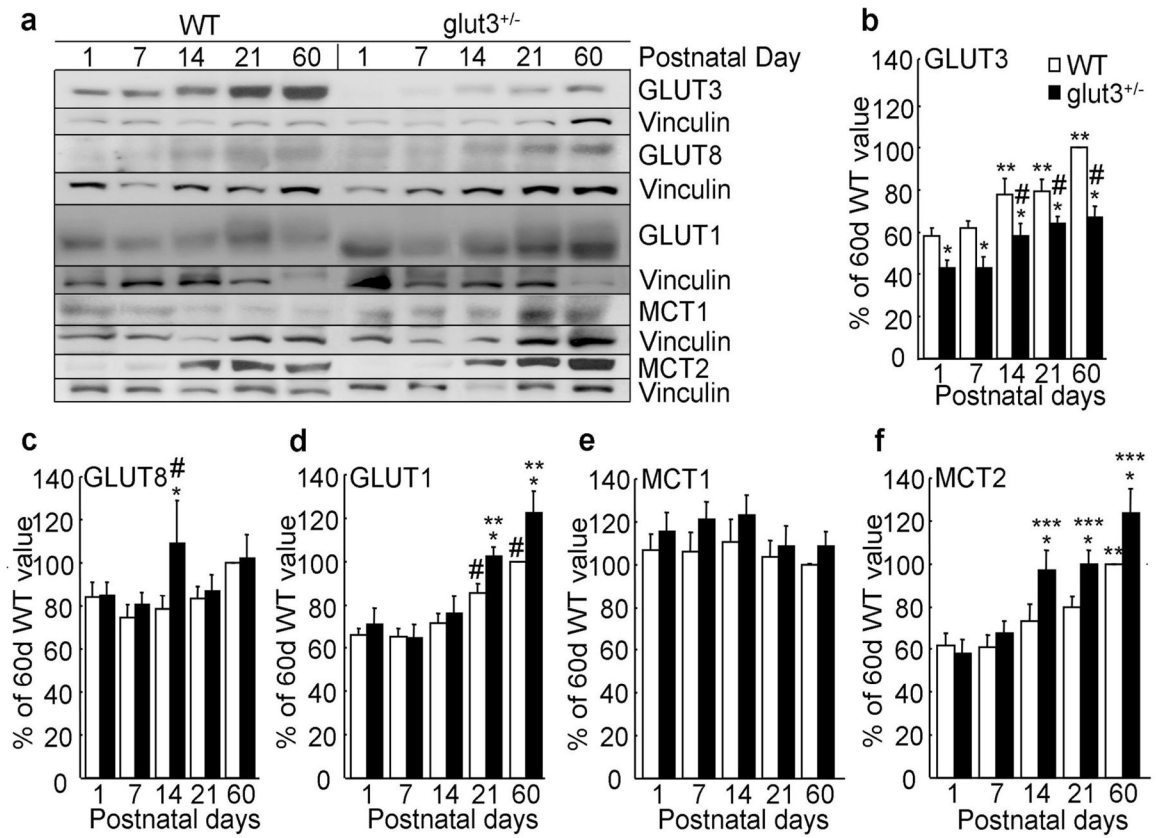 a
WT glut3+/-
1 7 14 21 60 1 7 14 21 60 Postnatal Day
GLUT3
Vinculin
GLUT8
Vinculin
GLUT1
Vinculin
MCT1
Vinculin
MCT2
Vinculin
b
GLUT3
WT
glut3+/-
% of 60d WT value
140
120
100
80
60
40
20
0
* * ** # * ** # * ** # *
1 7 14 21 60
Postnatal days
c
GLUT8
% of 60d WT value
140
120
100
80
60
40
20
0
#
*
1 7 14 21 60
Postnatal days
d
GLUT1
% of 60d WT value
140
120
100
80
60
40
20
0
# ** * # ** *
1 7 14 21 60
Postnatal days
e
MCT1
% of 60d WT value
140
120
100
80
60
40
20
0
1 7 14 21 60
Postnatal days
f
MCT2
% of 60d WT value
140
120
100
80
60
40
20
0
*** * *** * ** *** *
1 7 14 21 60
Postnatal days